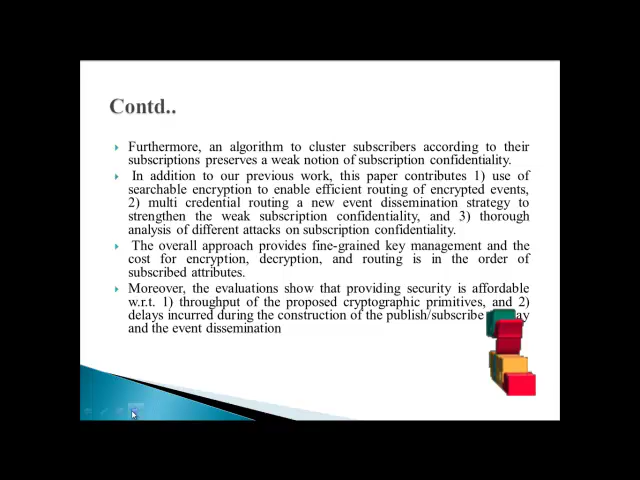 Contd..
Furthermore, an algorithm to cluster subscribers according to their
subscriptions preserves a weak notion of subscription confidentiality.
In addition to our previous work, this paper contributes 1) use of
searchable encryption to enable efficient routing of encrypted events,
2) multi credential routing a new event dissemination strategy to
strengthen the weak subscription confidentiality, and 3) thorough
analysis of different attacks on subscription confidentiality.
The overall approach provides fine-grained key management and the
cost for encryption, decryption, and routing is in the order of
subscribed attributes.
Moreover, the evaluations show that providing security is affordable
w.r.t. 1) throughput of the proposed cryptographic primitives, and 2)
delays incurred during the construction of the publish/subscribe
and the event dissemination